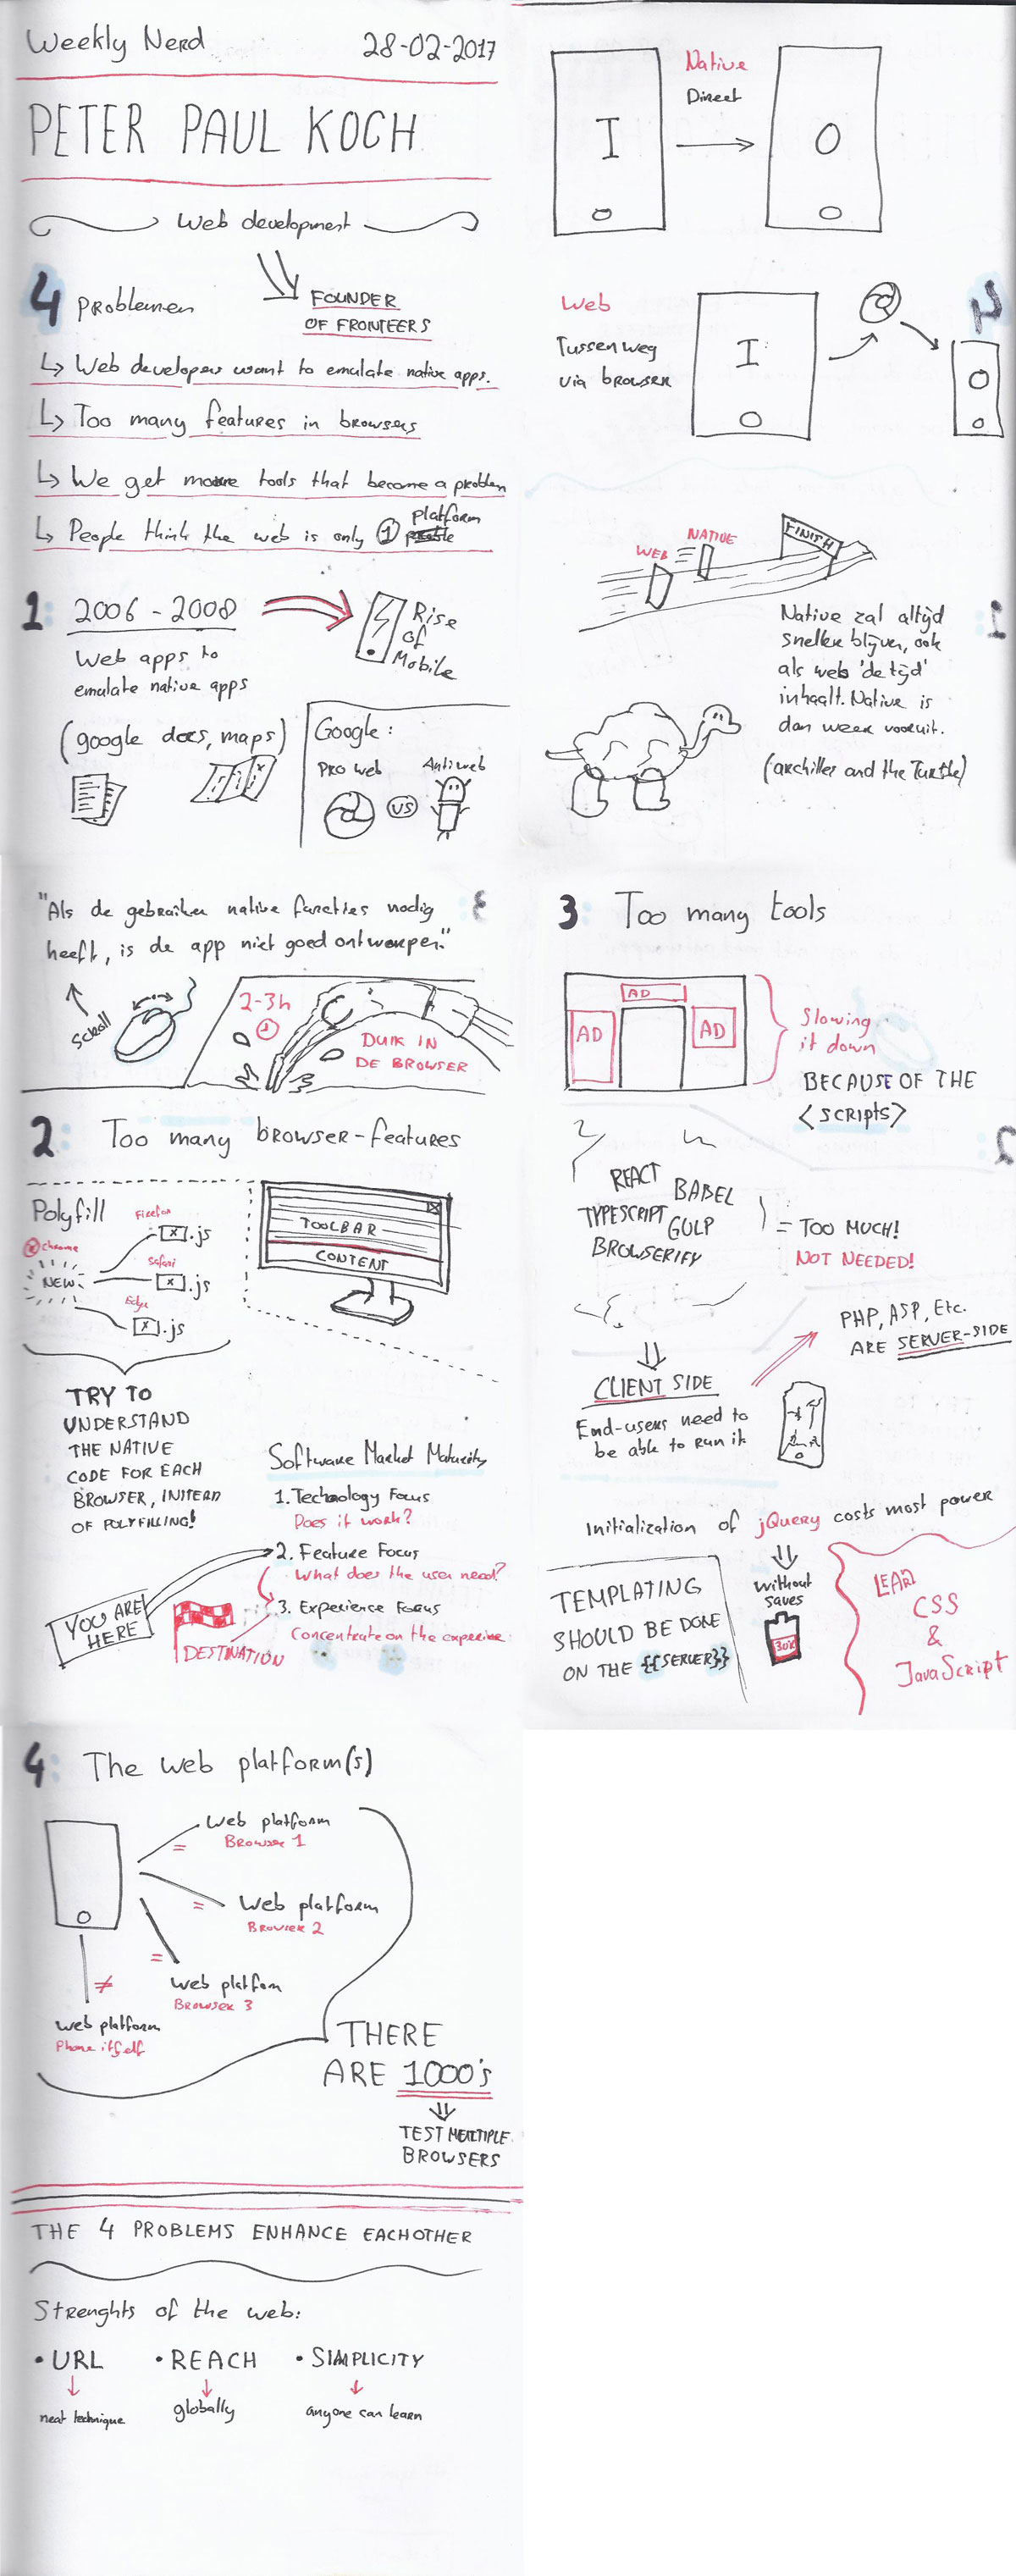 Weekly Nerd 28-02-2017
PETER PAUL KOCH
Web development
4 problemen
FOUNDER
OF FRONTEERS
↳ Web developers want to emulate native apps.
↳ Too many features in browsers
↳ We get more tools that become a problem
platform
↳ People think the web is only 1
1: 2006 - 2008
Rise
of
Mobile
Web apps to
emulate native apps
(google docs, maps)
Google:
Pro web
Antiweb
VS
Native
Direct
I
O
Web
Tussenweg
via browser
I
O
WEB
NATIVE
FINISH
Native zal altijd
sneller blijven, ook
als web 'de tijd'
inhaalt. Native is
dan weer vooruit.
(archilles and the Turtle)
"Als de gebruiker native functies nodig
heeft, is de app niet goed ontworpen."
Scroll
2-3h
DUIK IN
DE BROWSER
2: Too many browser-features
Polyfill
Firefox
X.js
Chrome
NEW
Safari
X.js
Edge
X.js
TOOLBAR
CONTENT
TRY TO
UNDERSTAND
THE NATIVE
CODE FOR EACH
BROWSER, INSTEAD
OF POLYFILLING!
Software Market Maturity
1. Technology Focus
Does it work?
2. Feature Focus
What does the user need?
3. Experience Focus
Concentrate on the experience
YOU ARE
HERE
DESTINATION
3: Too many tools
AD
AD
AD
Slowing
it down
BECAUSE OF THE
<SCRIPTS>
REACT
BABEL
TYPESCRIPT
GULP
BROWSERIFY
= TOO MUCH!
NOT NEEDED!
PHP, ASP, Etc.
ARE SERVER-SIDE
CLIENT SIDE
End-users need to
be able to run it
Initialization of jQuery costs most power
TEMPLATING
SHOULD BE DONE
ON THE {{SERVER}}
Without
saves
30%
LEARN
CSS
&
JavaScript
4: The web platform(s)
Web platform
= Browser 1
Web platform
= Browser 2
= Web platform
Browser 3
≠
Web platform
Phone itself
THERE
ARE 1000's
TEST MULTIPLE
BROWSERS
THE 4 PROBLEMS ENHANCE EACHOTHER
Strenghts of the web:
• URL • REACH • SIMPLICITY
neat technique globally anyone can learn